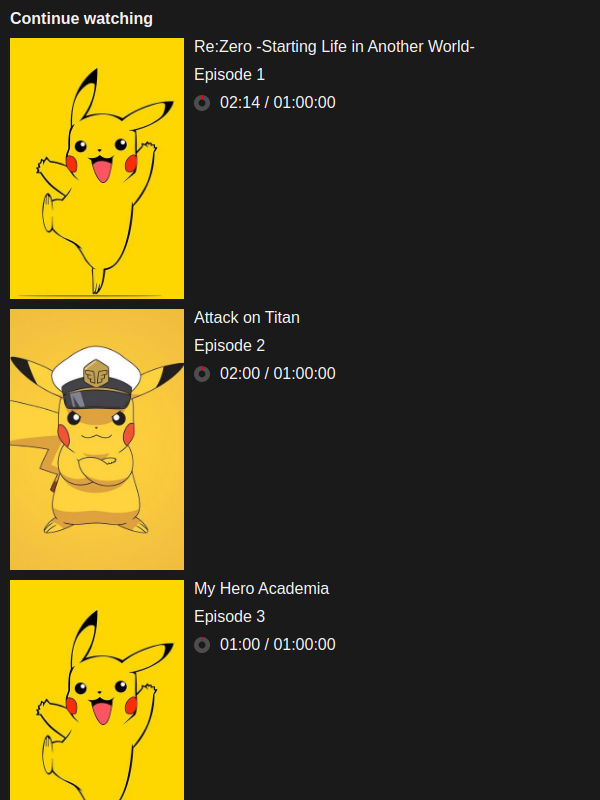 Continue watching
Re:Zero -Starting Life in Another World-
Episode 1
02:14 / 01:00:00
Attack on Titan
Episode 2
02:00 / 01:00:00
My Hero Academia
Episode 3
01:00 / 01:00:00